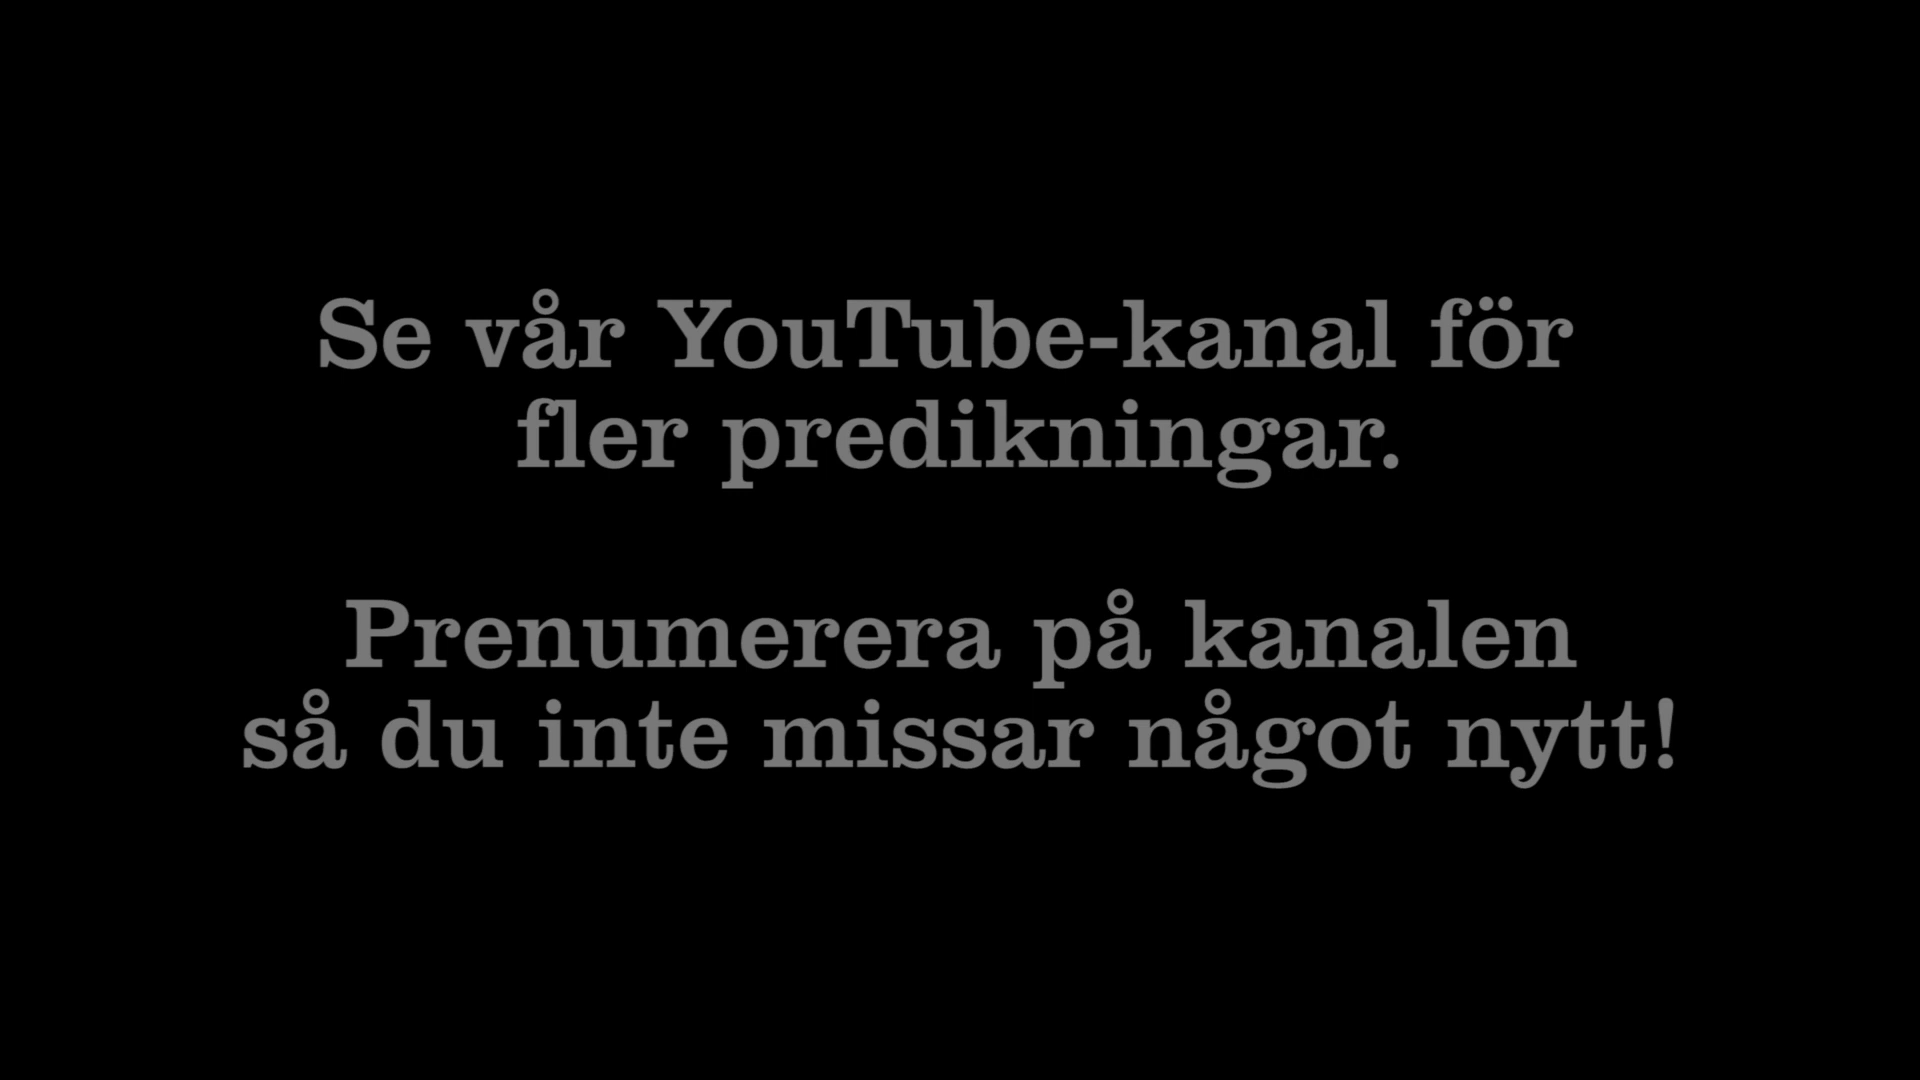 Se vår YouTube-kanal för
fler predikningar.
Prenumerera på kanalen
så du inte missar något nytt!